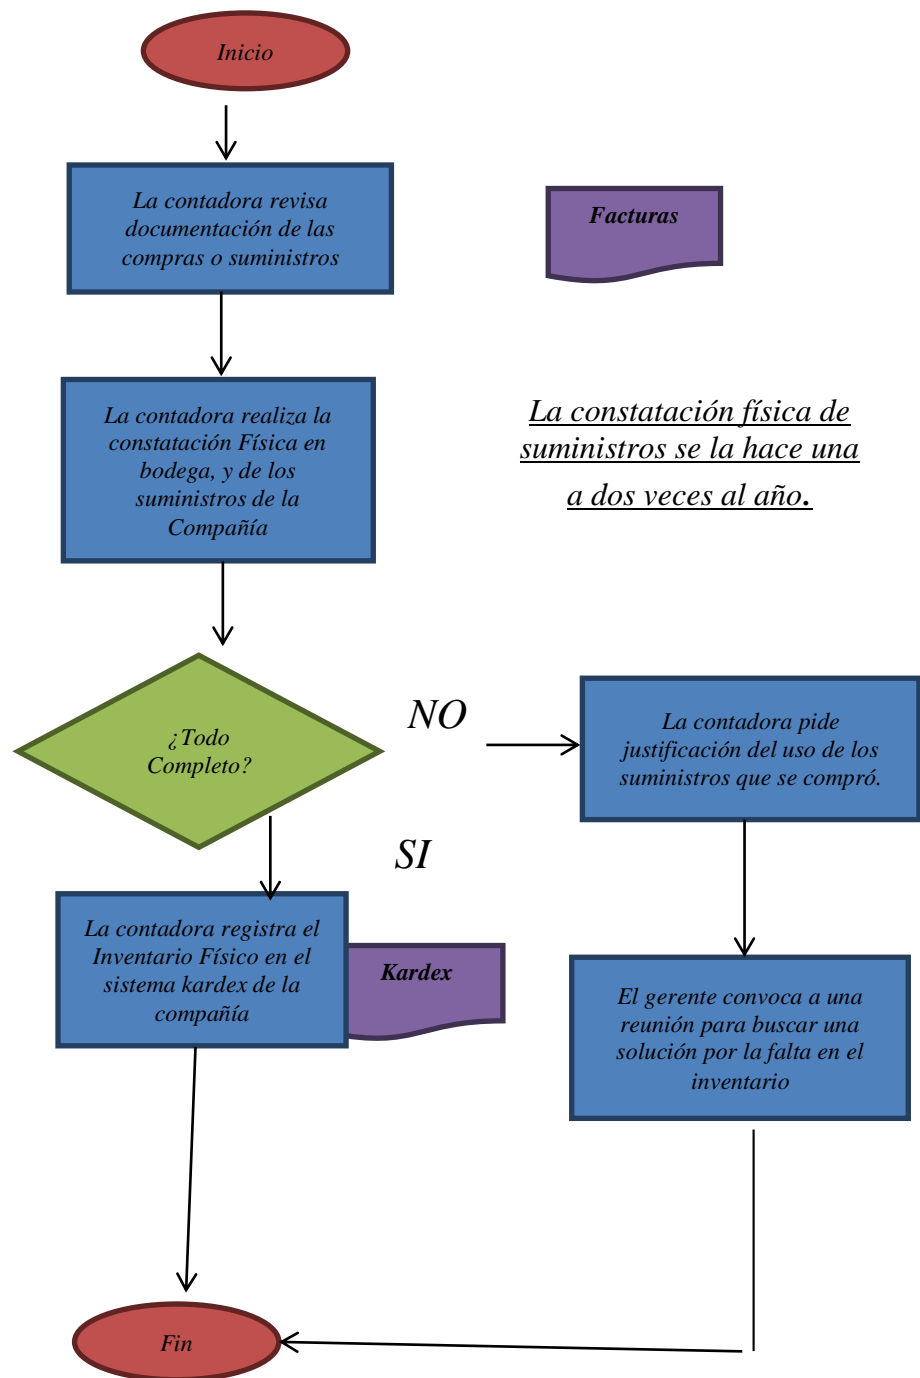 Inicio
La contadora revisa
documentación de las
compras o suministros
Facturas
La contadora realiza la
constatación Física en
bodega, y de los
suministros de la
Compañía
La constatación física de
suministros se la hace una
a dos veces al año.
¿Todo
Completo?
NO
La contadora pide
justificación del uso de los
suministros que se compró.
SI
La contadora registra el
Inventario Físico en el
sistema kardex de la
compañía
Kardex
El gerente convoca a una
reunión para buscar una
solución por la falta en el
inventario
Fin